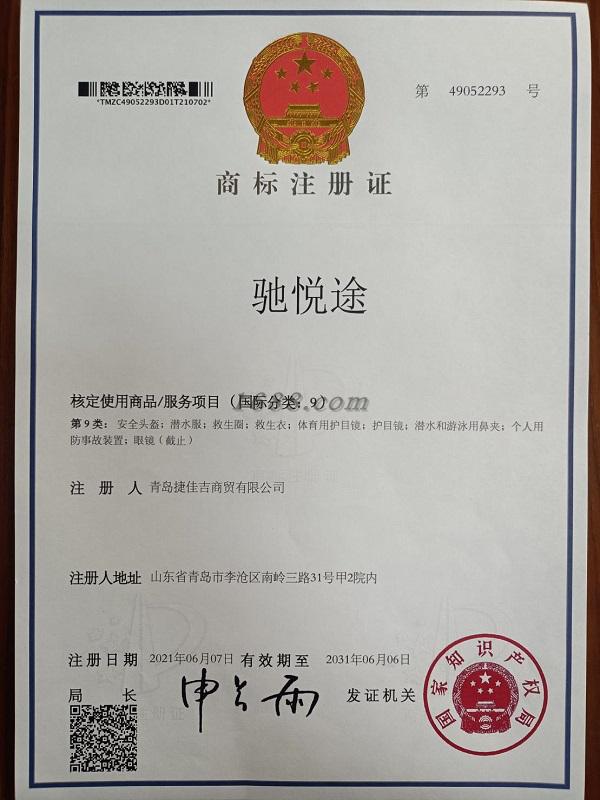 *TMZC49052293D01T210702*
第 49052293 号
商标注册证
驰悦途
核定使用商品/服务项目（国际分类：9）
1688.com
第9类：安全头盔；潜水服；救生圈；救生衣；体育用护目镜；护目镜；潜水和游泳用鼻夹；个人用
防事故装置；眼镜（截止）
注册人 青岛捷佳吉商贸有限公司
注册人地址 山东省青岛市李沧区南岭三路31号甲2院内
注册日期 2021年06月07日 有效期至 2031年06月06日
局长 申长雨 发证机关
国家知识产权局